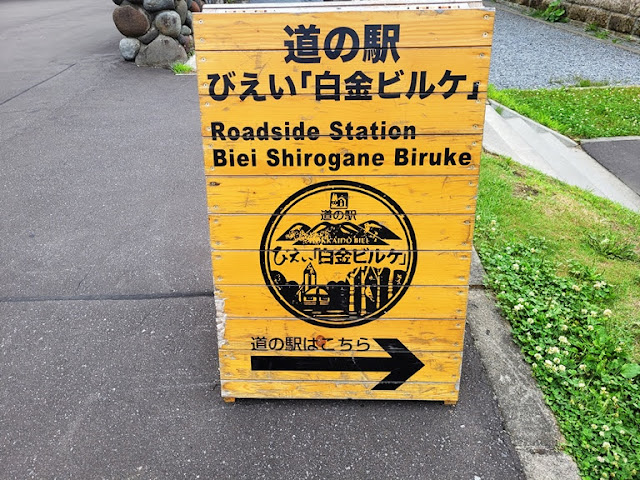 道の駅
びえい「白金ビルケ」
Roadside Station
Biei Shirogane Biruke
道の駅
HOKKAIDO BIEI
びえい「白金ビルケ」
道の駅はこちら